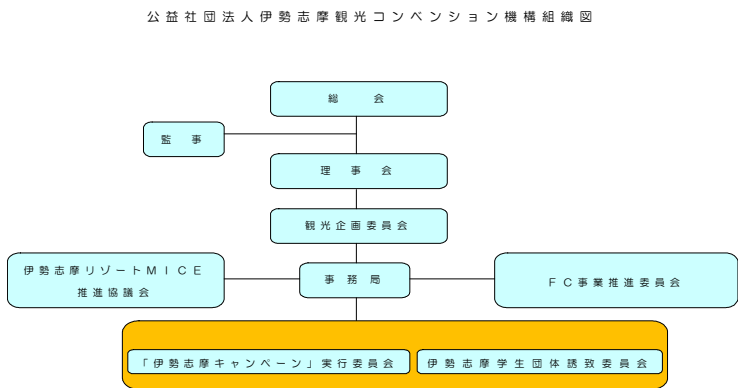 公益社団法人伊勢志摩観光コンベンション機構組織図
総会
監事
理事会
観光企画委員会
伊勢志摩リゾートMICE
推進協議会
事務局
FC事業推進委員会
「伊勢志摩キャンペーン」実行委員会
伊勢志摩学生団体誘致委員会